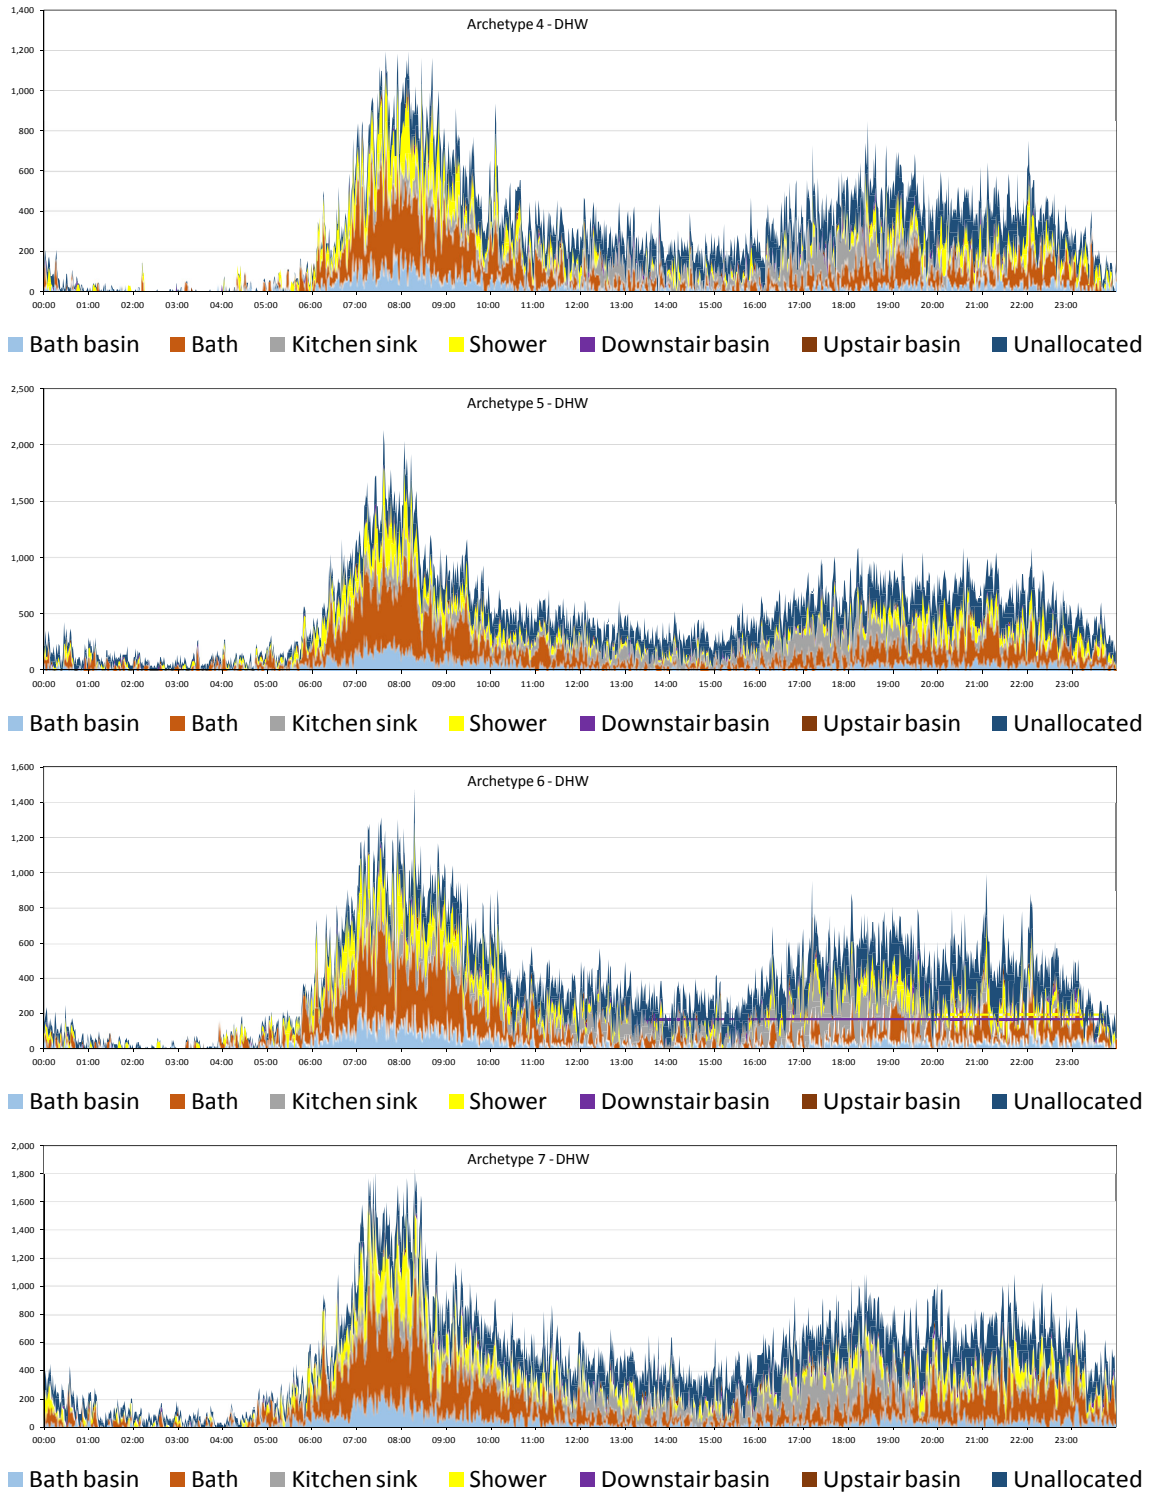 Archetype 4 - DHW
1,400
1,200
1,000
800
600
400
200
0
00:00 01:00 02:00 03:00 04:00 05:00 06:00 07:00 08:00 09:00 10:00 11:00 12:00 13:00 14:00 15:00 16:00 17:00 18:00 19:00 20:00 21:00 22:00 23:00
Bath basin Bath Kitchen sink Shower Downstair basin Upstair basin Unallocated
Archetype 5 - DHW
2,500
2,000
1,500
1,000
500
0
00:00 01:00 02:00 03:00 04:00 05:00 06:00 07:00 08:00 09:00 10:00 11:00 12:00 13:00 14:00 15:00 16:00 17:00 18:00 19:00 20:00 21:00 22:00 23:00
Bath basin Bath Kitchen sink Shower Downstair basin Upstair basin Unallocated
Archetype 6 - DHW
1,600
1,400
1,200
1,000
800
600
400
200
0
00:00 01:00 02:00 03:00 04:00 05:00 06:00 07:00 08:00 09:00 10:00 11:00 12:00 13:00 14:00 15:00 16:00 17:00 18:00 19:00 20:00 21:00 22:00 23:00
Bath basin Bath Kitchen sink Shower Downstair basin Upstair basin Unallocated
Archetype 7 - DHW
2,000
1,800
1,600
1,400
1,200
1,000
800
600
400
200
0
00:00 01:00 02:00 03:00 04:00 05:00 06:00 07:00 08:00 09:00 10:00 11:00 12:00 13:00 14:00 15:00 16:00 17:00 18:00 19:00 20:00 21:00 22:00 23:00
Bath basin Bath Kitchen sink Shower Downstair basin Upstair basin Unallocated